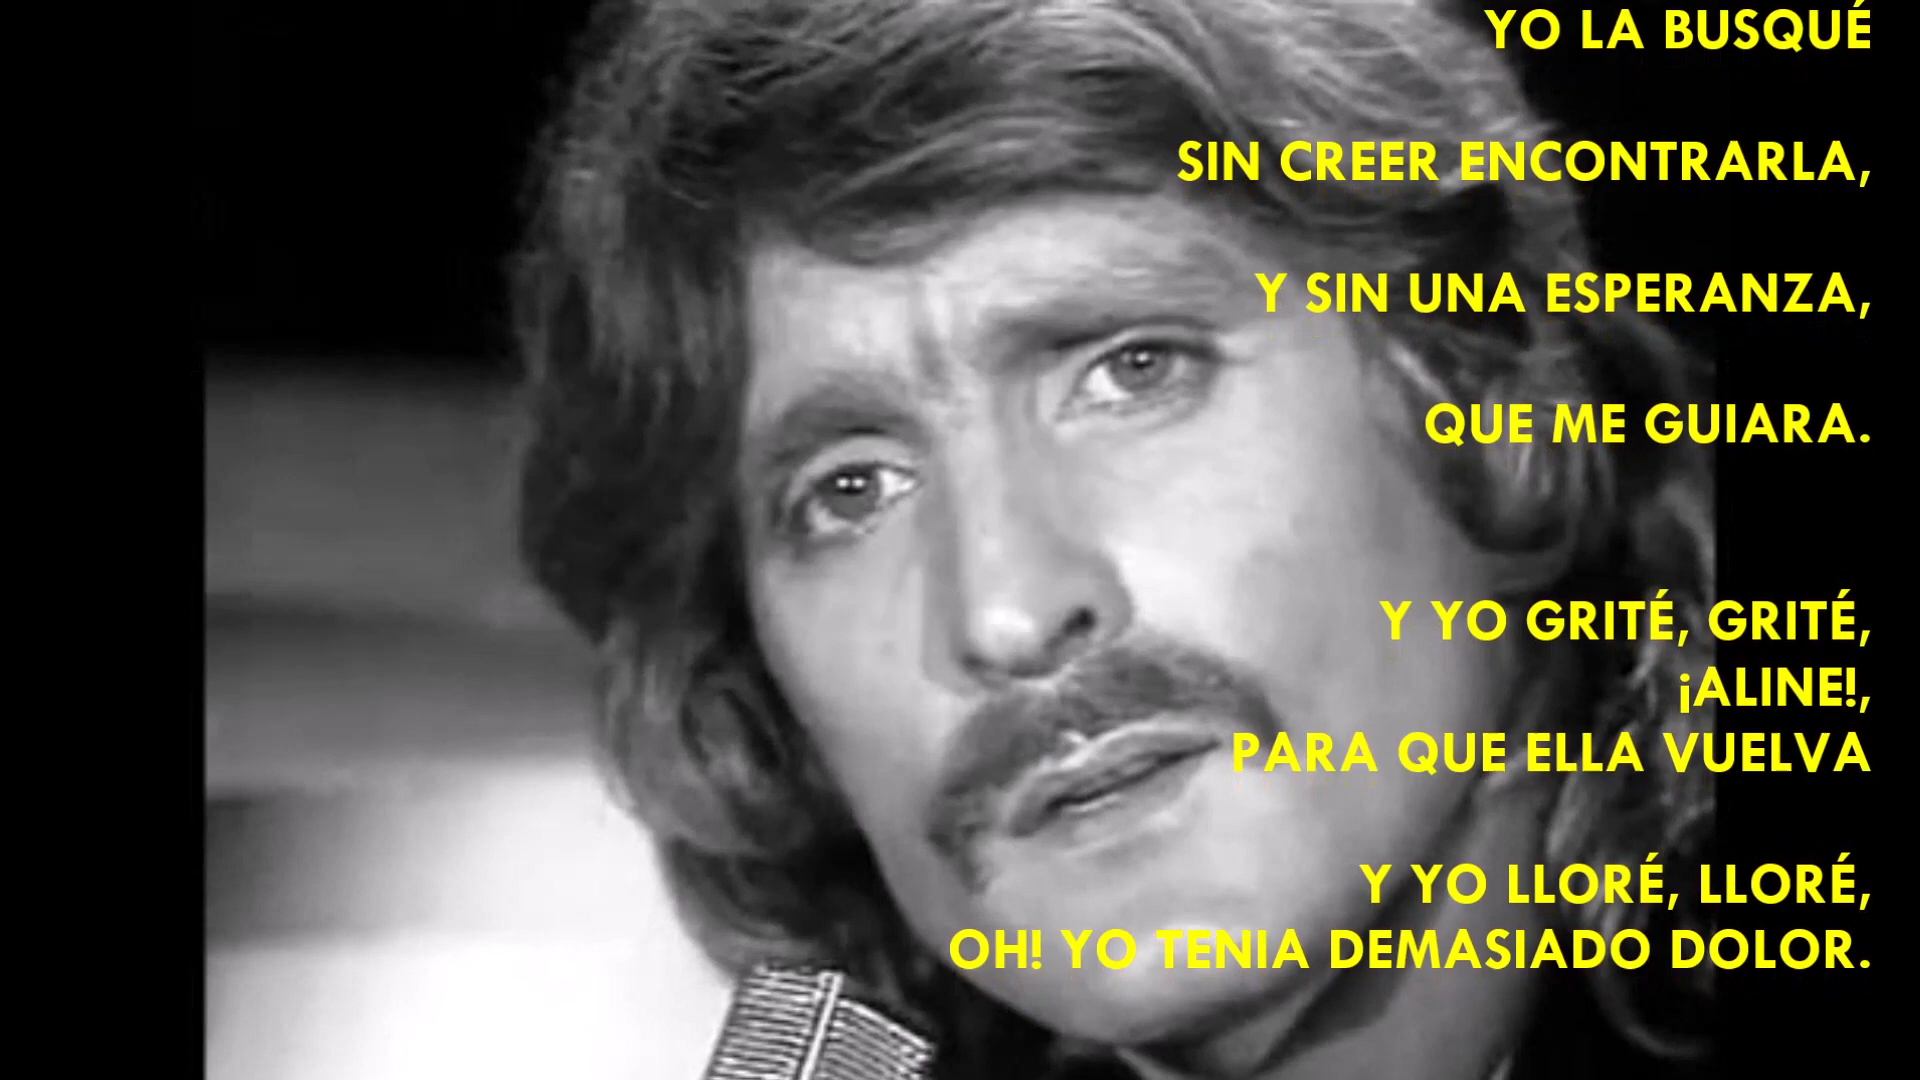 YO LA BUSQUÉ
SIN CREER ENCONTRARLA,
Y SIN UNA ESPERANZA,
QUE ME GUIARA.
Y YO GRITÉ, GRITÉ,
¡ALINE!,
PARA QUE ELLA VUELVA
Y YO LLORÉ, LLORÉ,
OH! YO TENIA DEMASIADO DOLOR.